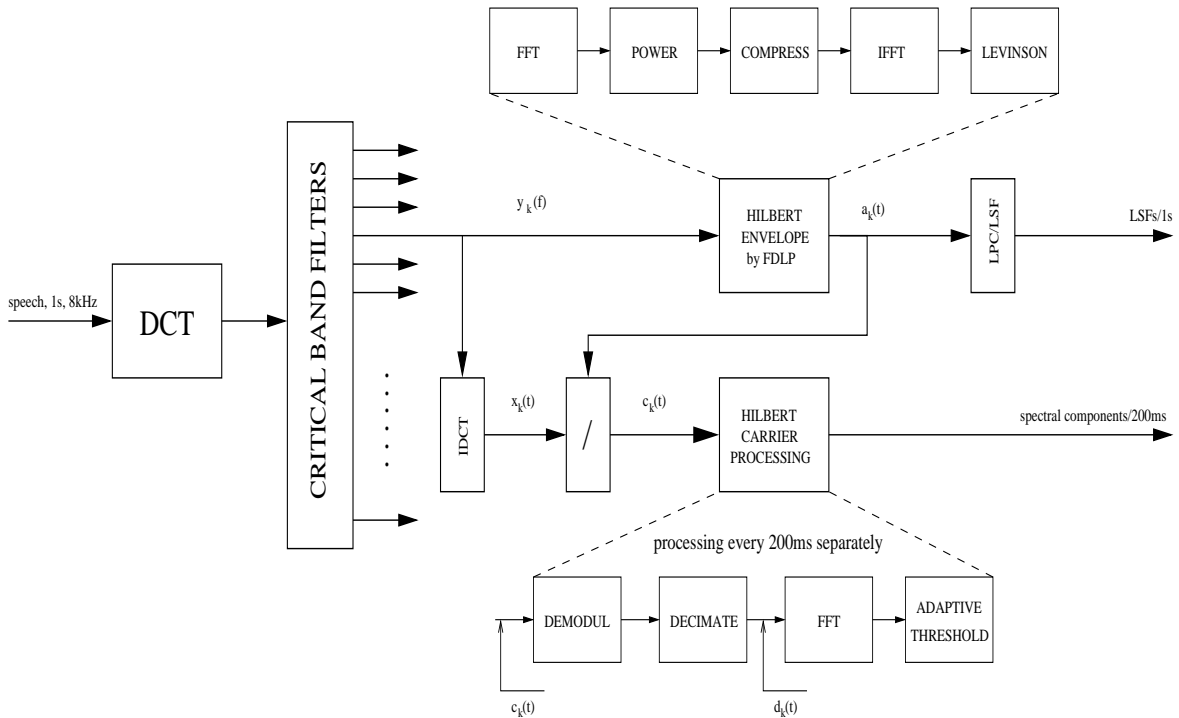 FFT
POWER
COMPRESS
IFFT
LEVINSON
CRITICAL BAND FILTERS
y_k(f)
HILBERT
ENVELOPE
by FDLP
a_k(t)
LPC/LSF
LSFs/1s
speech, 1s, 8kHz
DCT
IDCT
x_k(t)
/
c_k(t)
HILBERT
CARRIER
PROCESSING
spectral components/200ms
processing every 200ms separately
DEMODUL
DECIMATE
FFT
ADAPTIVE
THRESHOLD
c_k(t)
d_k(t)